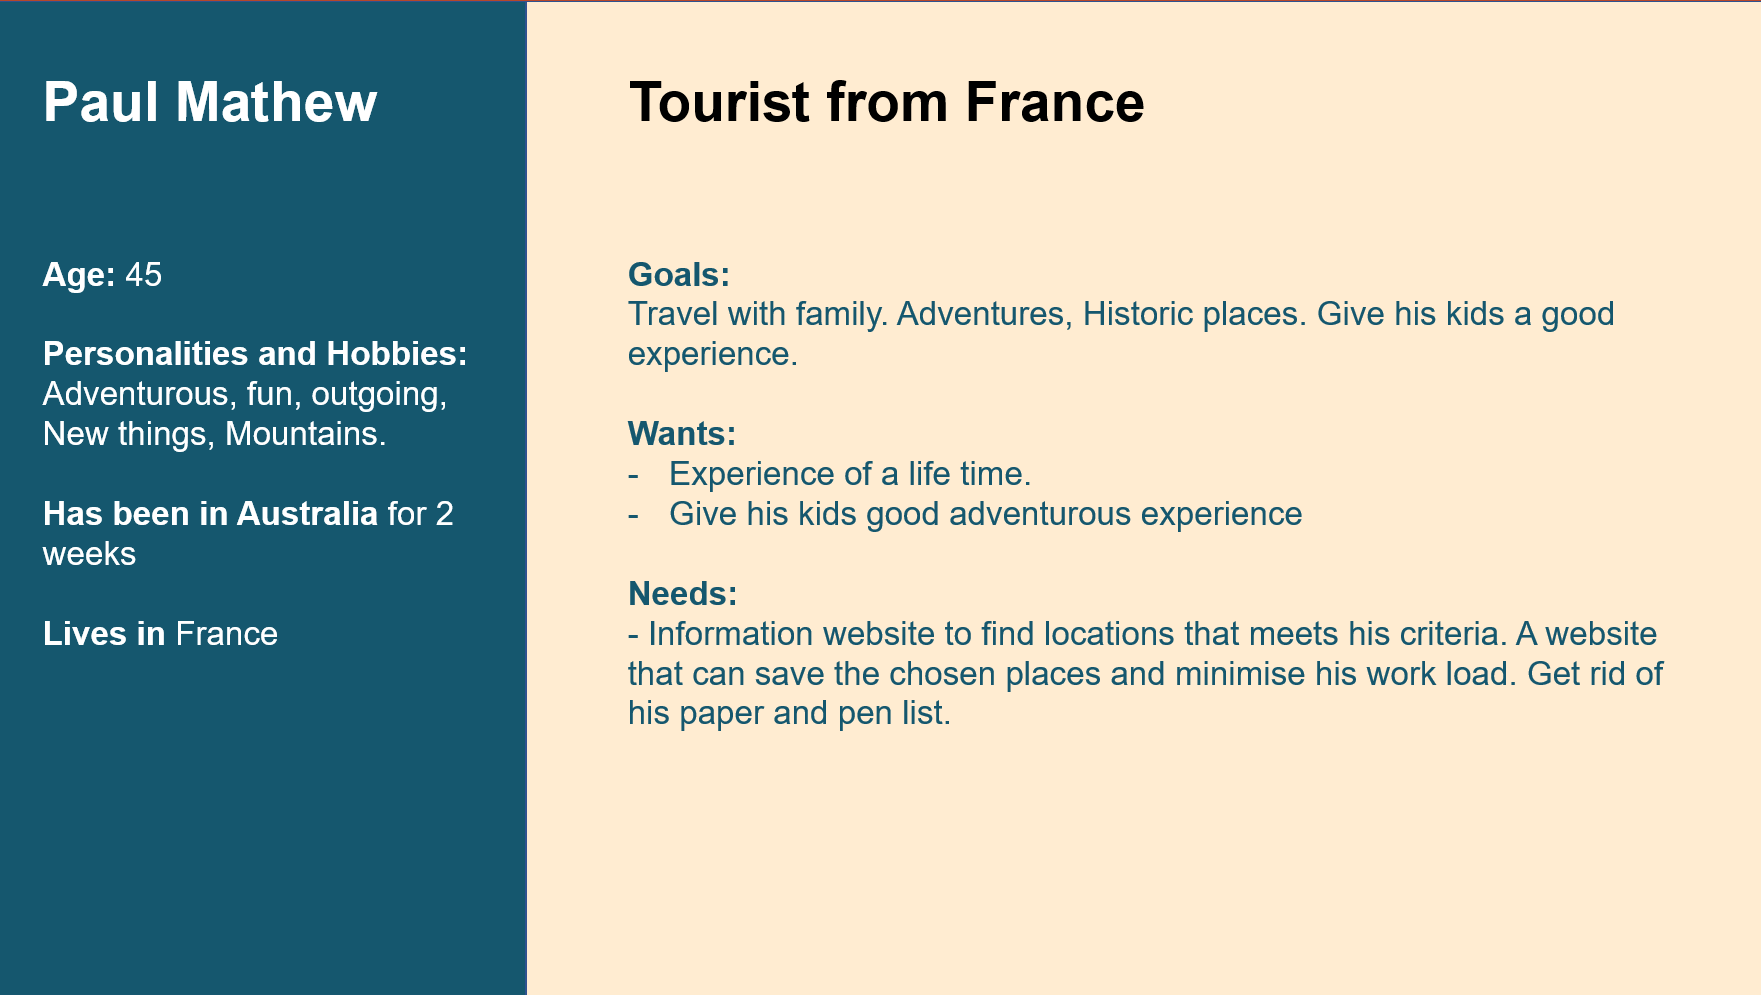 Paul Mathew
Age: 45
Personalities and Hobbies:
Adventurous, fun, outgoing,
New things, Mountains.
Has been in Australia for 2
weeks
Lives in France
Tourist from France
Goals:
Travel with family. Adventures, Historic places. Give his kids a good
experience.
Wants:
- Experience of a life time.
- Give his kids good adventurous experience
Needs:
- Information website to find locations that meets his criteria. A website
that can save the chosen places and minimise his work load. Get rid of
his paper and pen list.